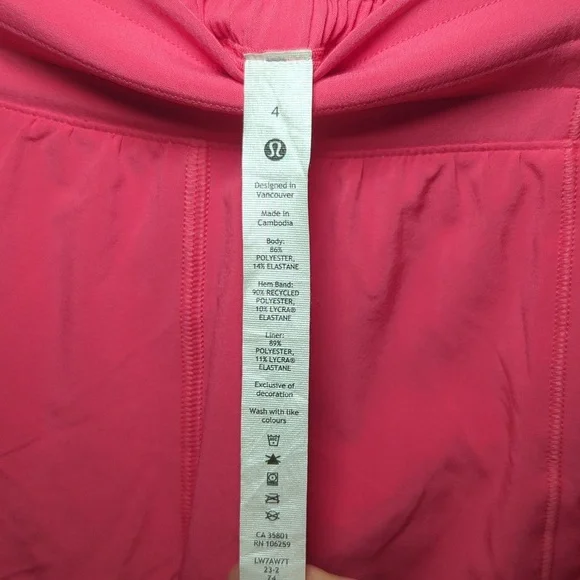 4
Designed in
Vancouver
Made in
Cambodia
Body:
86%
POLYESTER,
14% ELASTANE
Hem Band:
90% RECYCLED
POLYESTER,
10% LYCRA®
ELASTANE
Liner:
89%
POLYESTER,
11% LYCRA®
ELASTANE
Exclusive of
decoration
Wash with like
colours
CA 35801
RN 106259
LW7AW7T
23-2